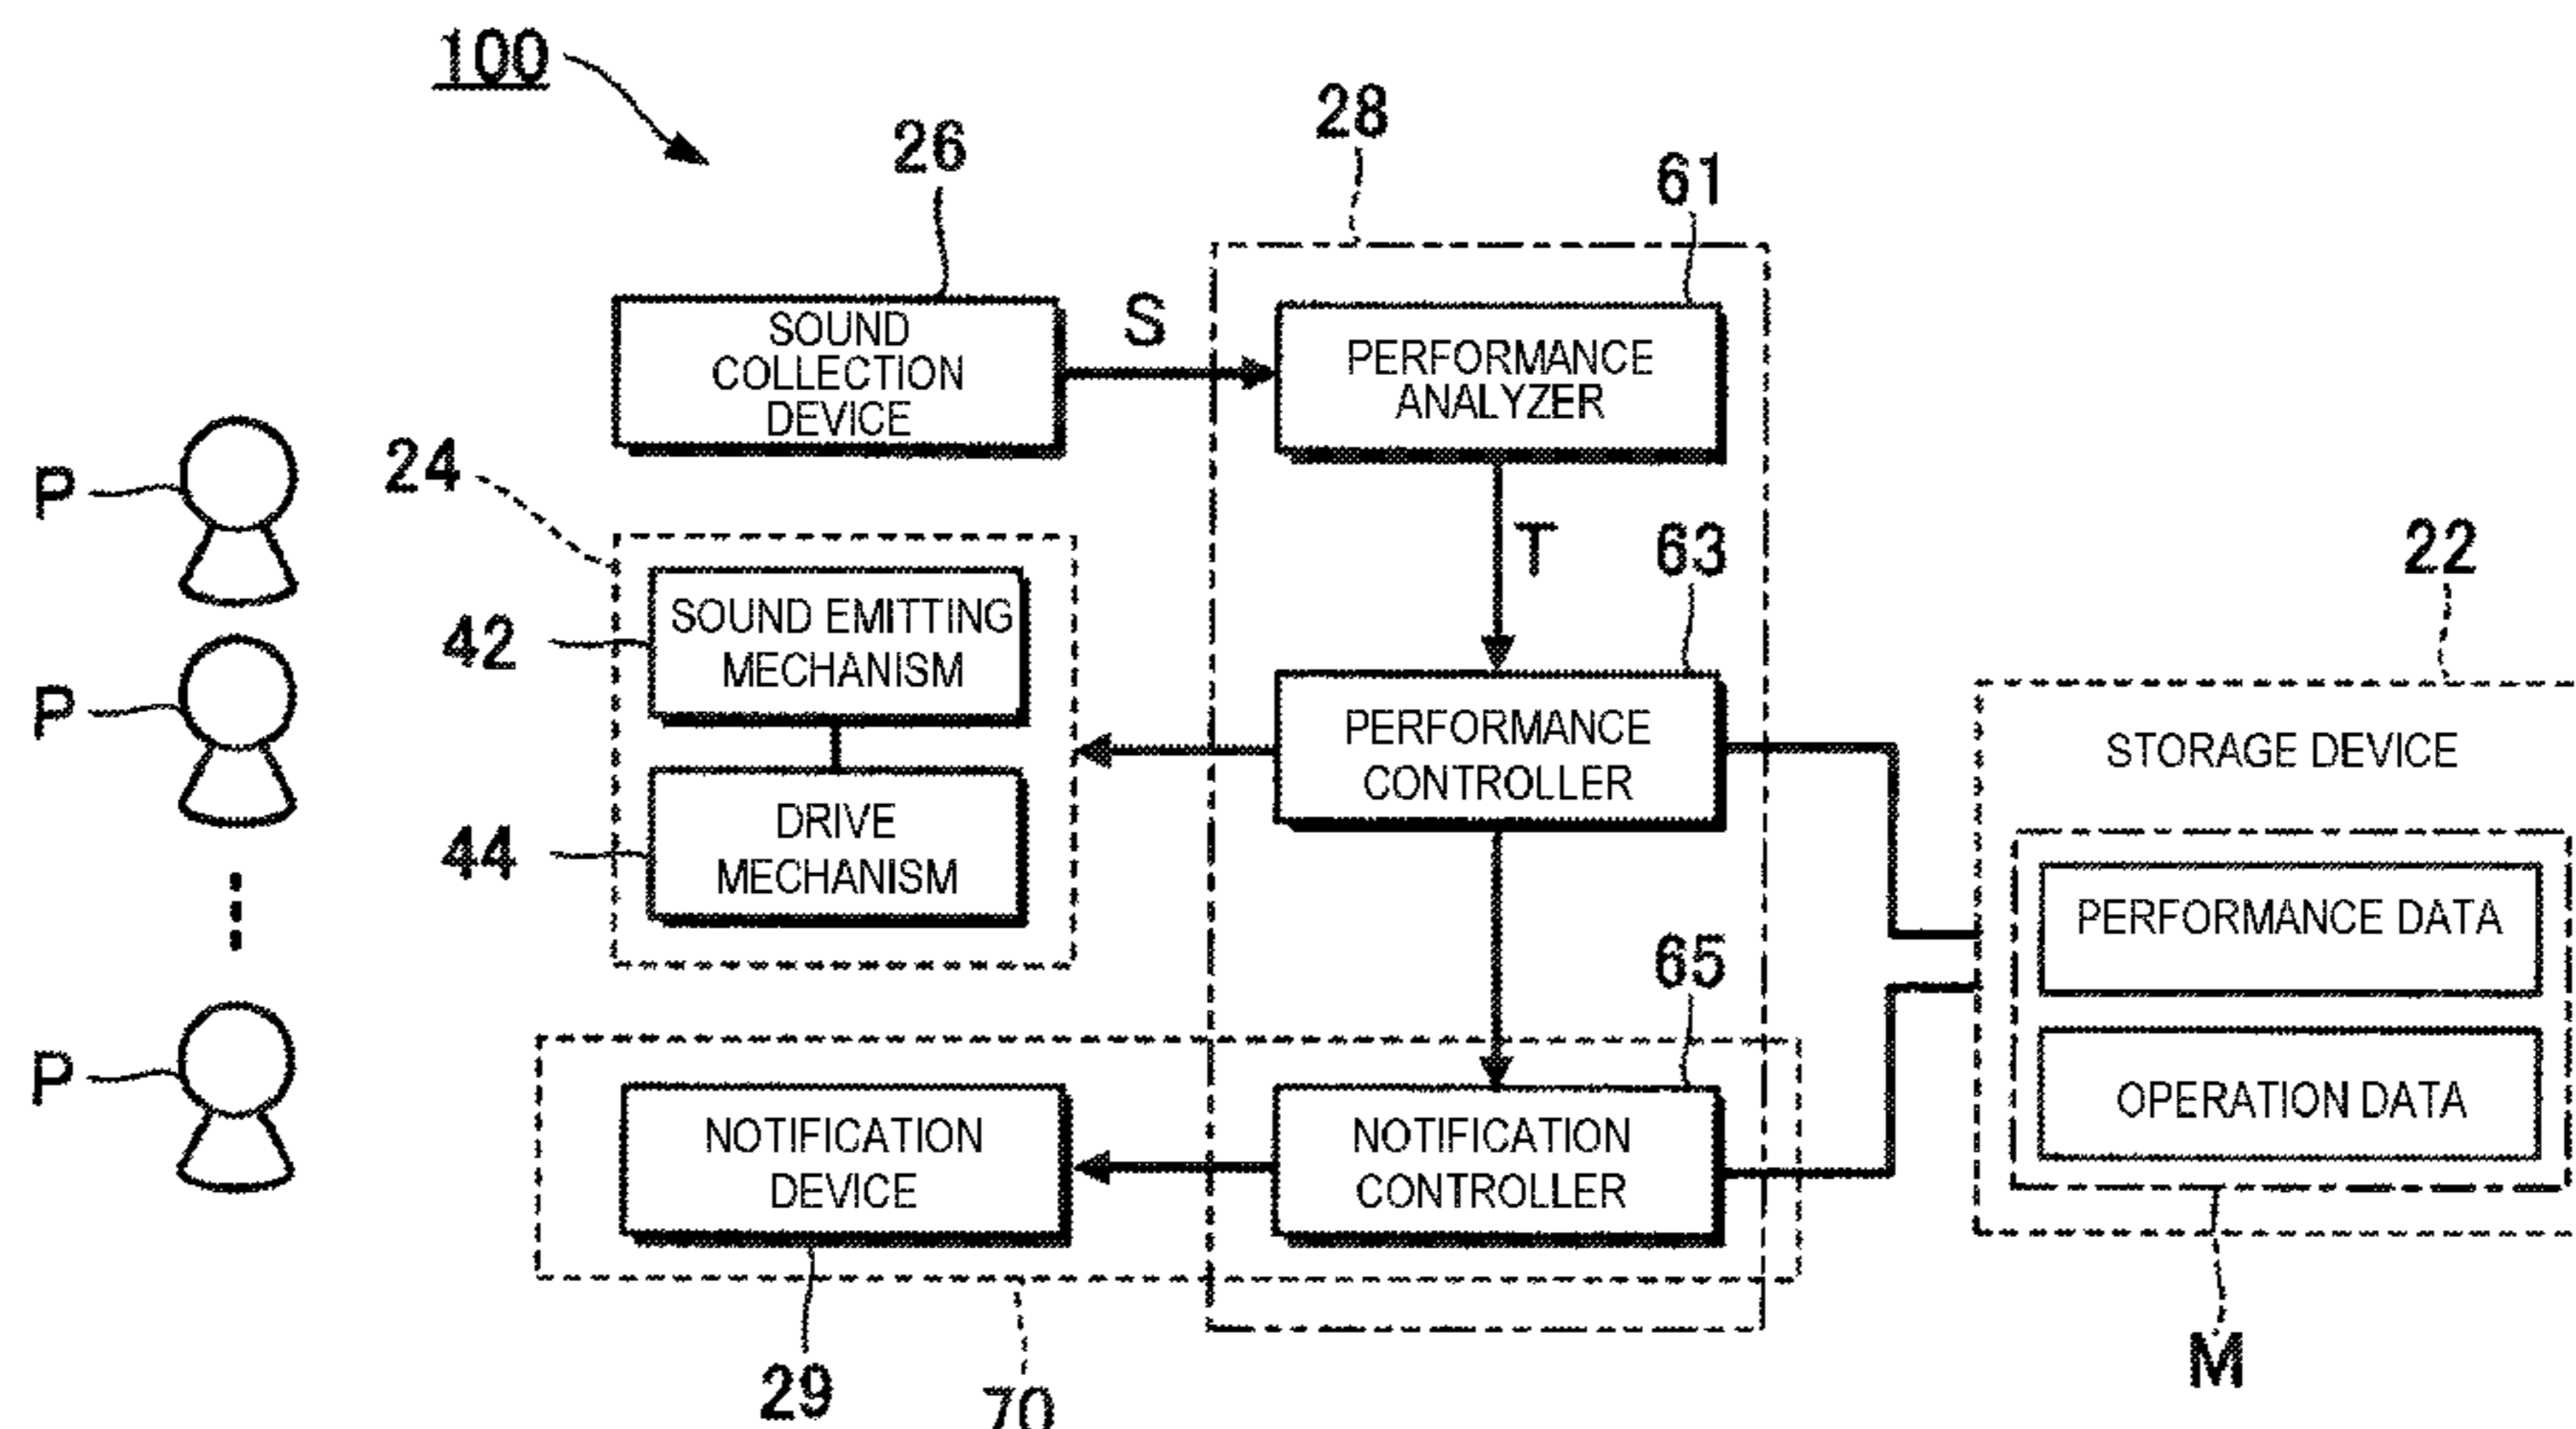 100
28
26
61
SOUND
COLLECTION
DEVICE
S
PERFORMANCE
ANALYZER
24
P
T
63
22
42
SOUND EMITTING
MECHANISM
P
PERFORMANCE
CONTROLLER
STORAGE DEVICE
44
DRIVE
MECHANISM
PERFORMANCE DATA
65
P
NOTIFICATION
DEVICE
NOTIFICATION
CONTROLLER
OPERATION DATA
29
70
M